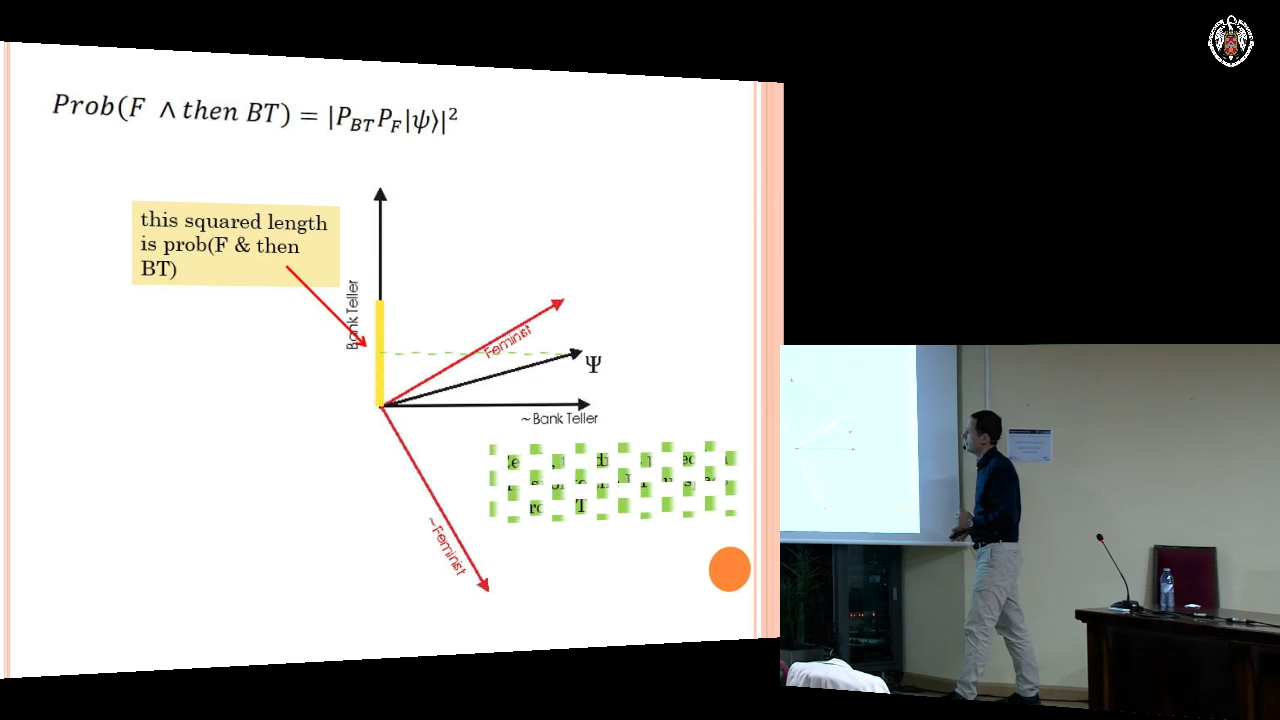 Prob(F ∧ then BT) = |P_BT P_F|ψ⟩|²
this squared length
is prob(F & then
BT)
Bank Teller
Feminist
Ψ
~ Bank Teller
~Feminist